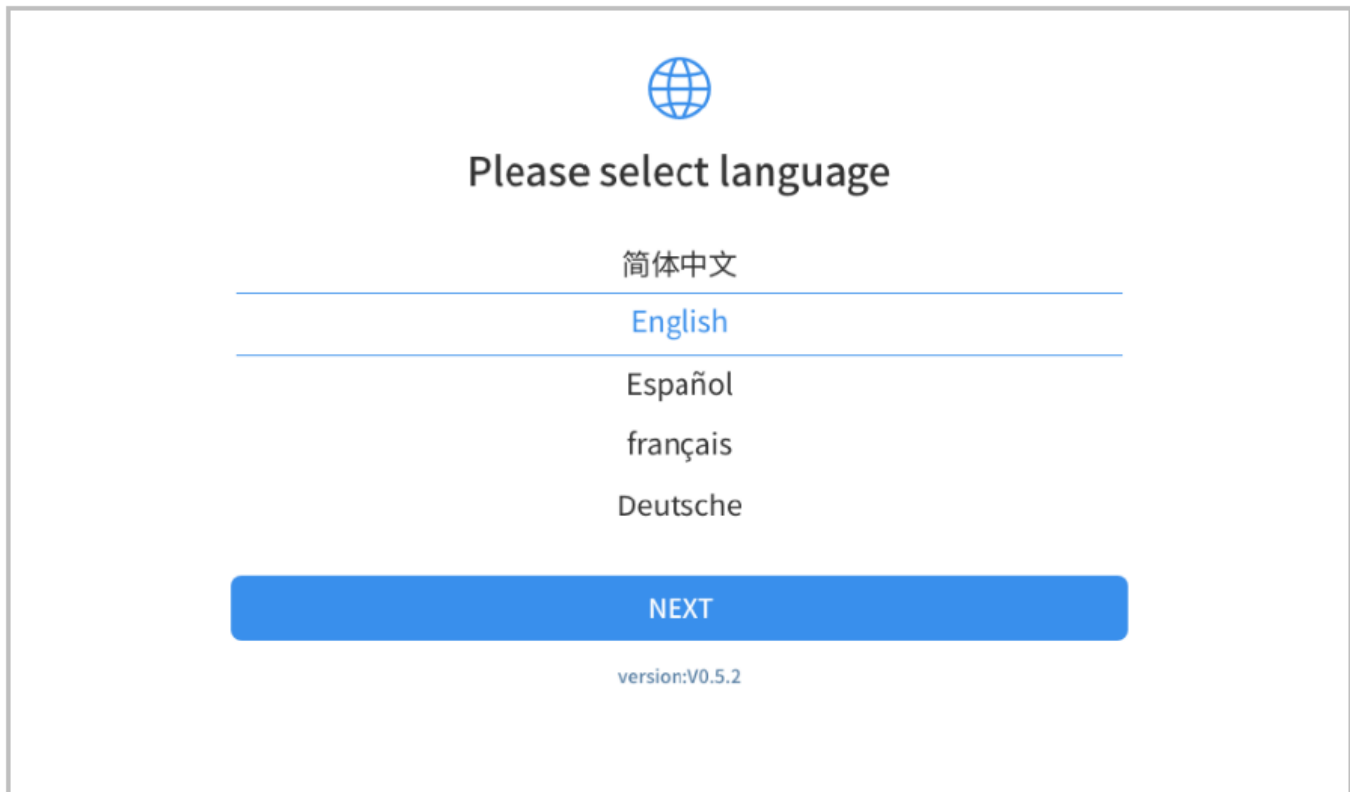 Please select language
简体中文
English
Español
français
Deutsche
NEXT
version:V0.5.2